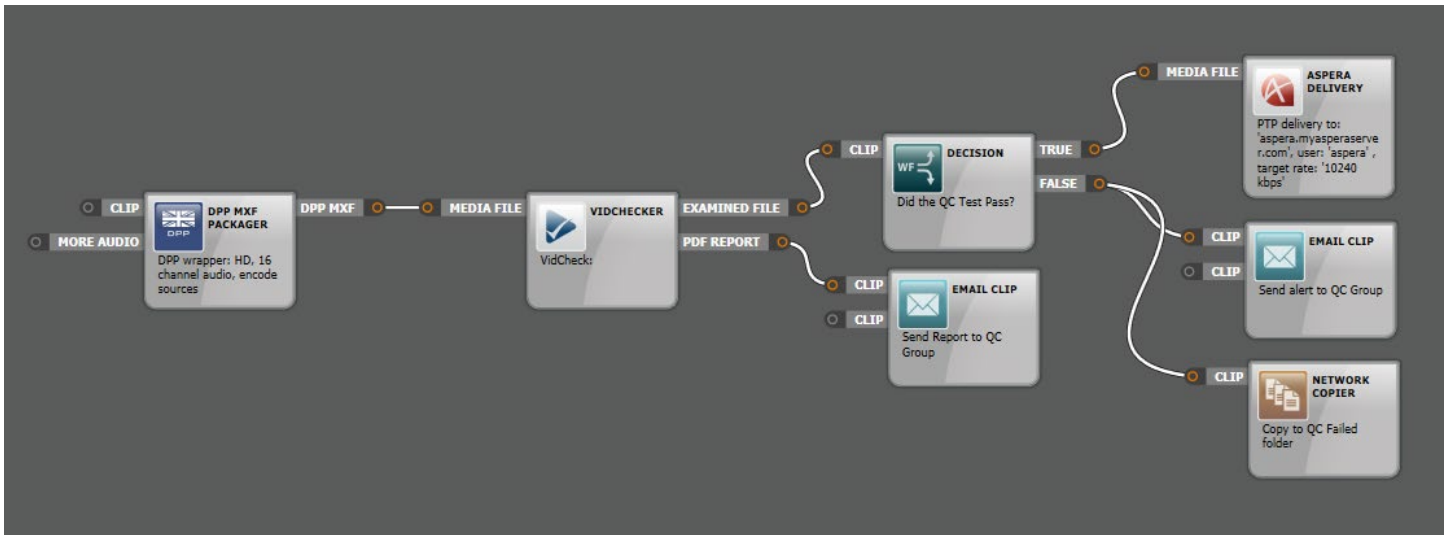 CLIP
MORE AUDIO
DPP
DPP MXF
PACKAGER
DPP wrapper: HD, 16
channel audio, encode
sources
DPP MXF
MEDIA FILE
VIDCHECKER
VidCheck:
EXAMINED FILE
PDF REPORT
CLIP
WF
DECISION
Did the QC Test Pass?
TRUE
FALSE
CLIP
CLIP
EMAIL CLIP
Send Report to QC
Group
MEDIA FILE
ASPERA
DELIVERY
PTP delivery to:
'aspera.myasperaserve
r.com', user: 'aspera' ,
target rate: '10240
kbps'
CLIP
CLIP
EMAIL CLIP
Send alert to QC Group
CLIP
NETWORK
COPIER
Copy to QC Failed
folder